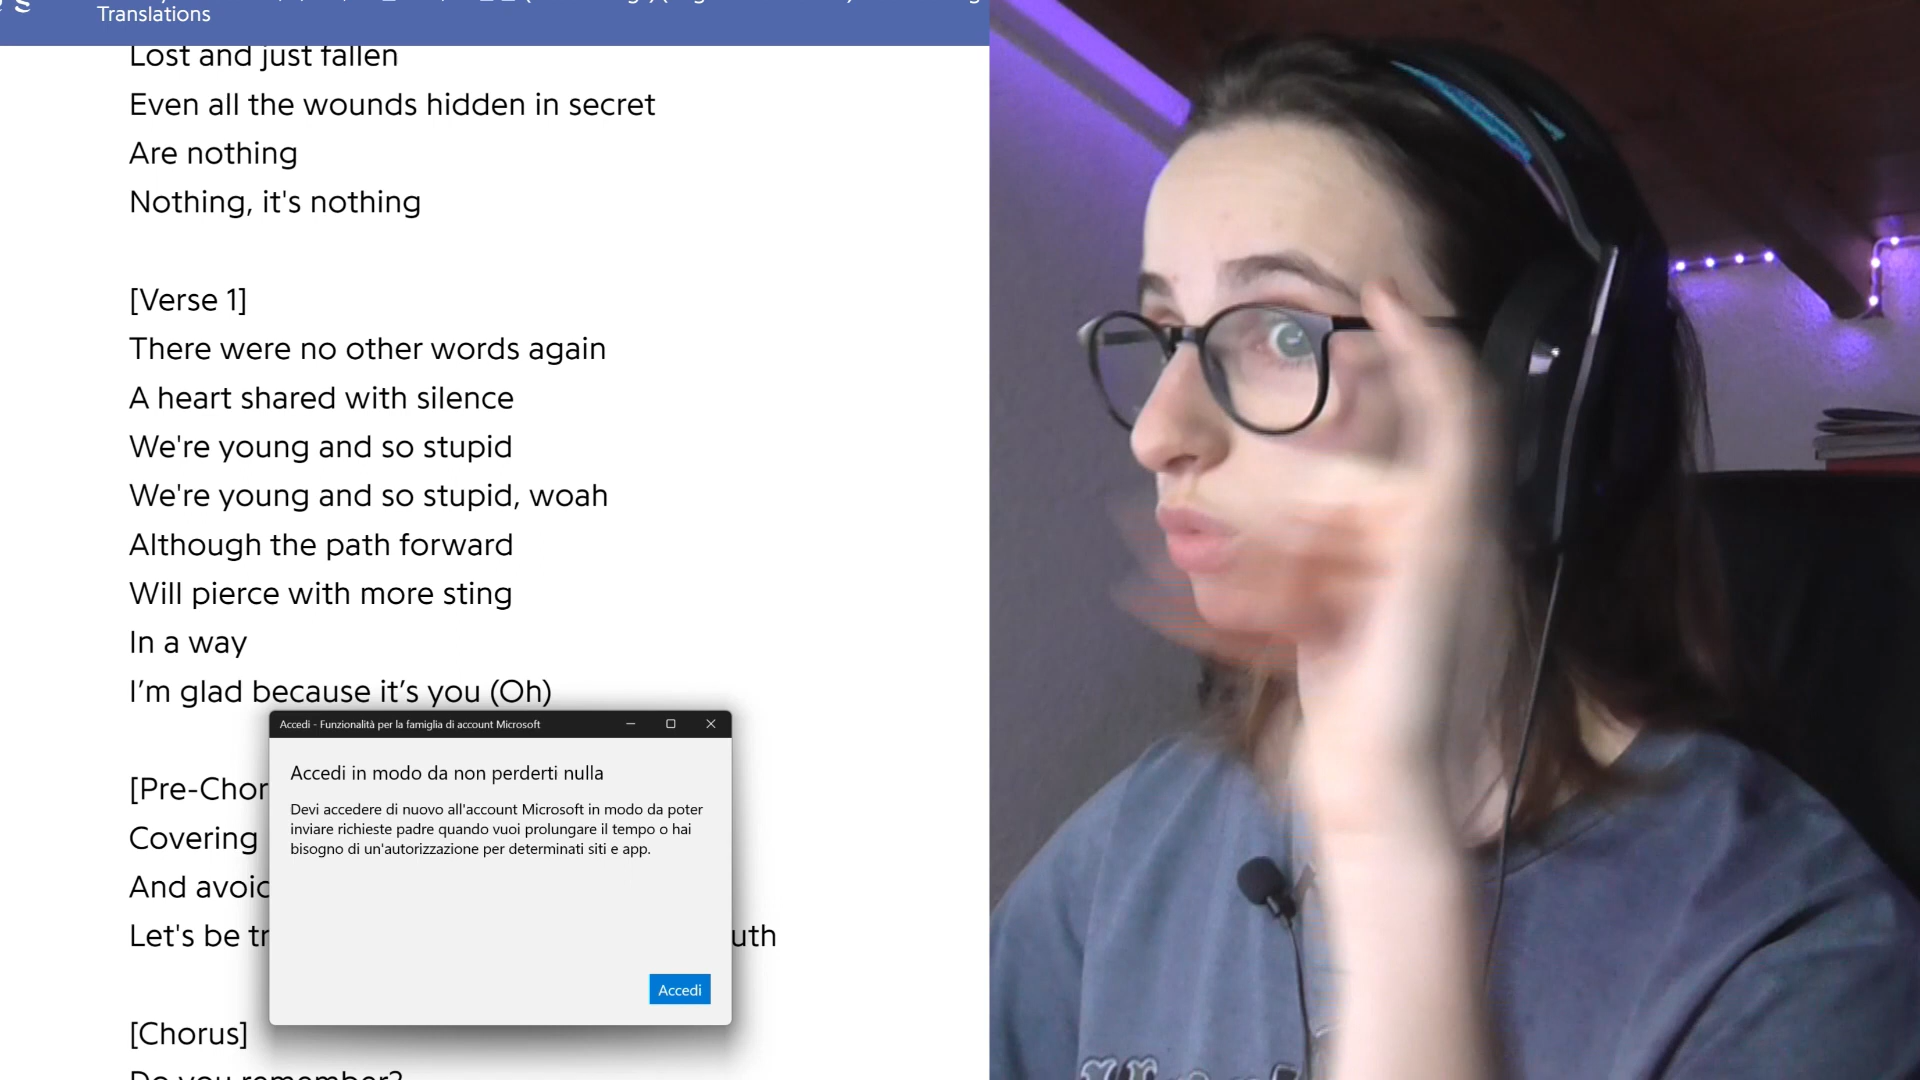 Translations
Lost and just fallen
Even all the wounds hidden in secret
Are nothing
Nothing, it's nothing
[Verse 1]
There were no other words again
A heart shared with silence
We're young and so stupid
We're young and so stupid, woah
Although the path forward
Will pierce with more sting
In a way
I’m glad because it’s you (Oh)
[Pre-Chor
Covering
And avoid
Let's be tr
uth
[Chorus]
Do you remember?
Accedi - Funzionalità per la famiglia di account Microsoft
Accedi in modo da non perderti nulla
Devi accedere di nuovo all'account Microsoft in modo da poter
inviare richieste padre quando vuoi prolungare il tempo o hai
bisogno di un'autorizzazione per determinati siti e app.
Accedi